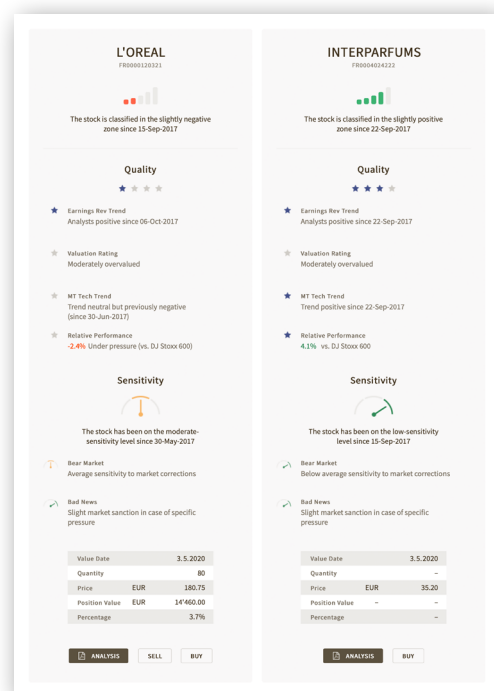 L'OREAL
FR0000120321
The stock is classified in the slightly negative
zone since 15-Sep-2017
Quality
Earnings Rev Trend
Analysts positive since 06-Oct-2017
Valuation Rating
Moderately overvalued
MT Tech Trend
Trend neutral but previously negative
(since 30-Jun-2017)
Relative Performance
-2.4% Under pressure (vs. DJ Stoxx 600)
Sensitivity
The stock has been on the moderate-
sensitivity level since 30-May-2017
Bear Market
Average sensitivity to market corrections
Bad News
Slight market sanction in case of specific
pressure
Value Date 3.5.2020
Quantity 80
Price EUR 180.75
Position Value EUR 14'460.00
Percentage 3.7%
ANALYSIS SELL BUY
INTERPARFUMS
FR0004024222
The stock is classified in the slightly positive
zone since 22-Sep-2017
Quality
Earnings Rev Trend
Analysts positive since 22-Sep-2017
Valuation Rating
Moderately overvalued
MT Tech Trend
Trend positive since 22-Sep-2017
Relative Performance
4.1% vs. DJ Stoxx 600
Sensitivity
The stock has been on the low-sensitivity
level since 15-Sep-2017
Bear Market
Below average sensitivity to market corrections
Bad News
Slight market sanction in case of specific
pressure
Value Date 3.5.2020
Quantity –
Price EUR 35.20
Position Value – –
Percentage –
ANALYSIS BUY